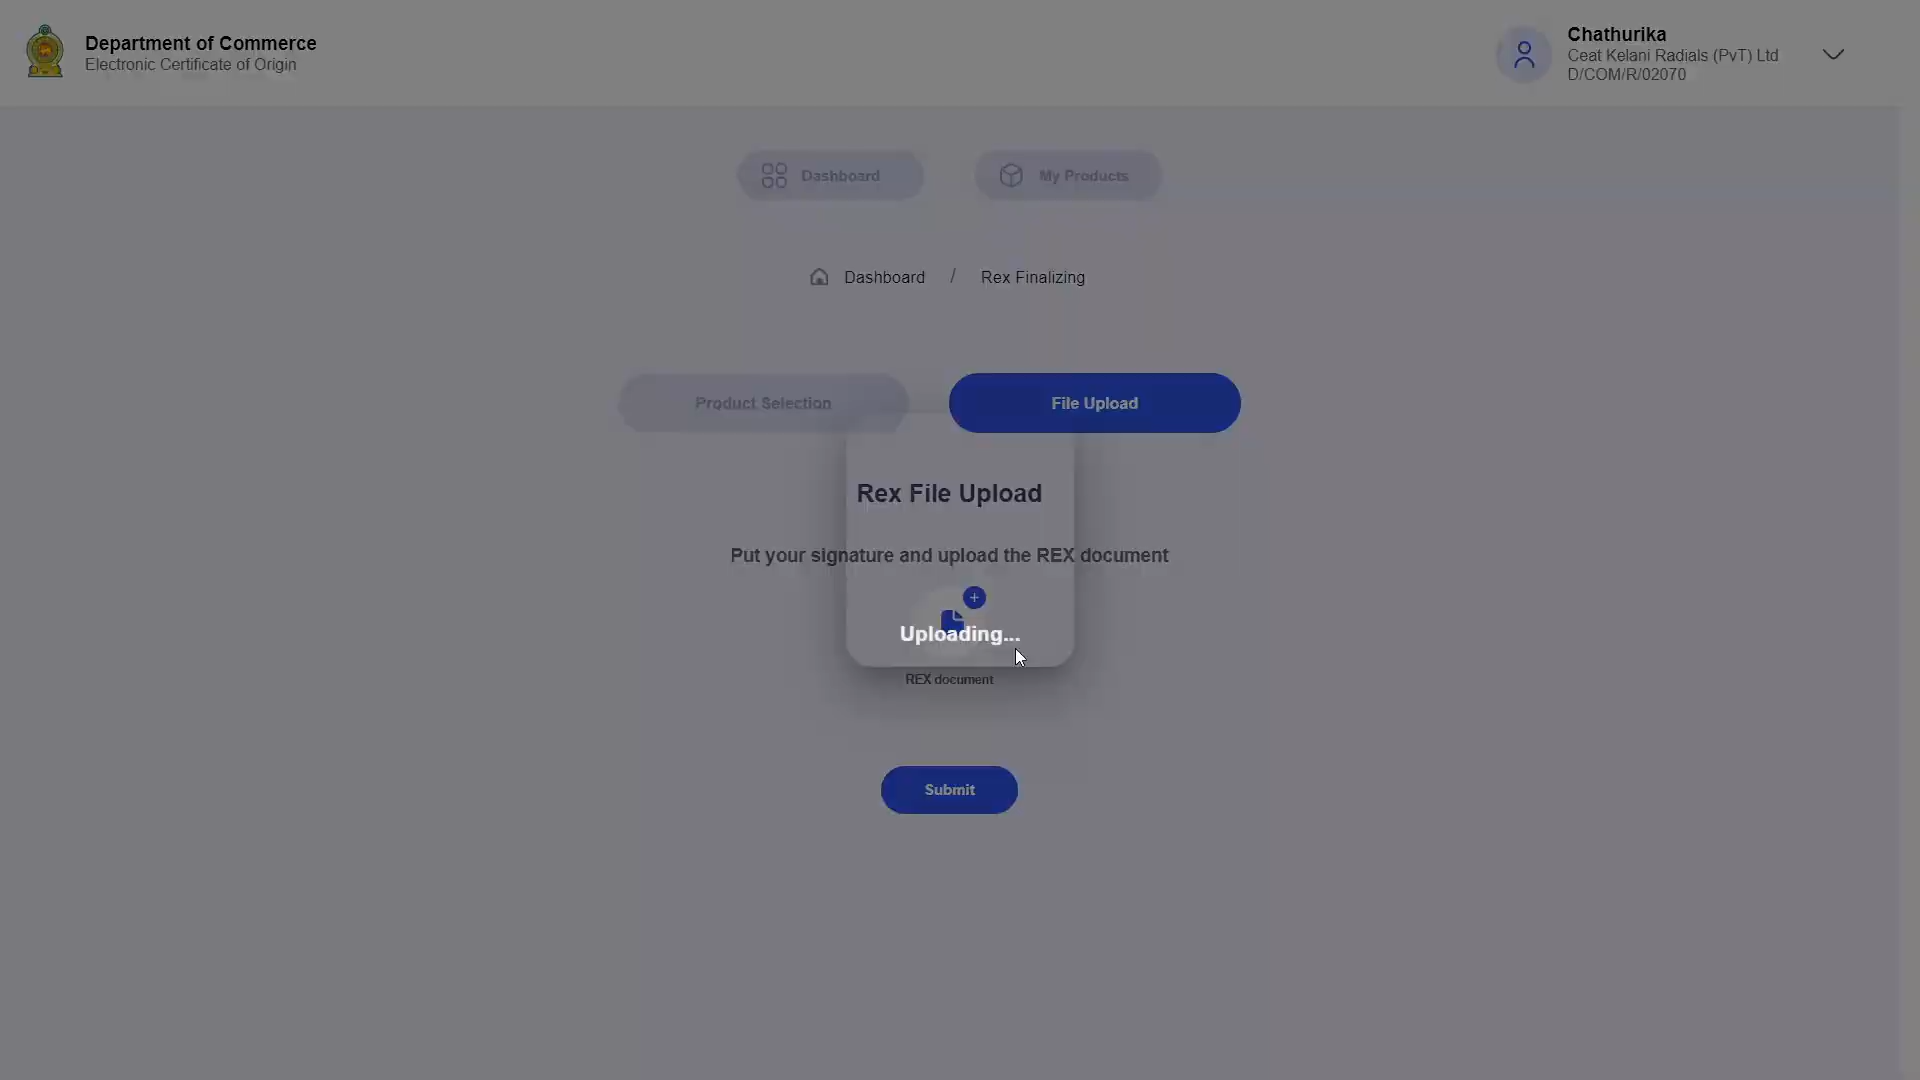 Department of Commerce
Electronic Certificate of Origin
Chathurika
Ceat Kelani Radials (PvT) Ltd
D/COM/R/02070
Dashboard
My Products
Dashboard / Rex Finalizing
Product Selection
File Upload
Rex File Upload
Put your signature and upload the REX document
Uploading...
REX document
Submit